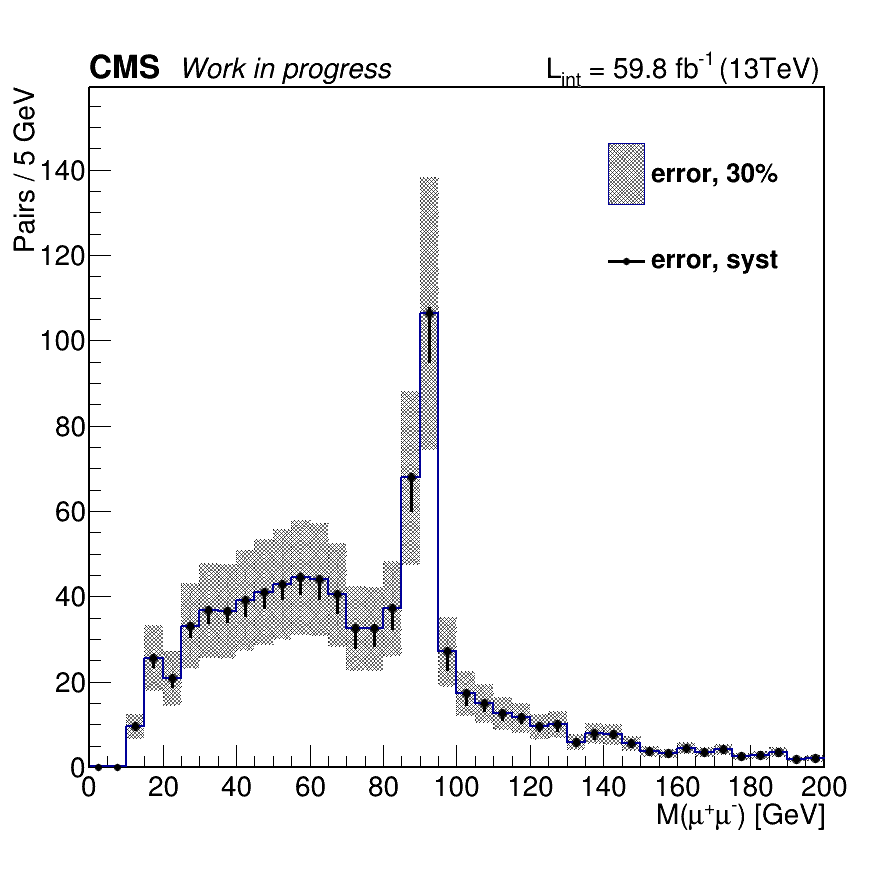 CMS Work in progress L_int = 59.8 fb⁻¹ (13TeV)
Pairs / 5 GeV
error, 30%
error, syst
140
120
100
80
60
40
20
0
0 20 40 60 80 100 120 140 160 180 200
M(μ⁺μ⁻) [GeV]